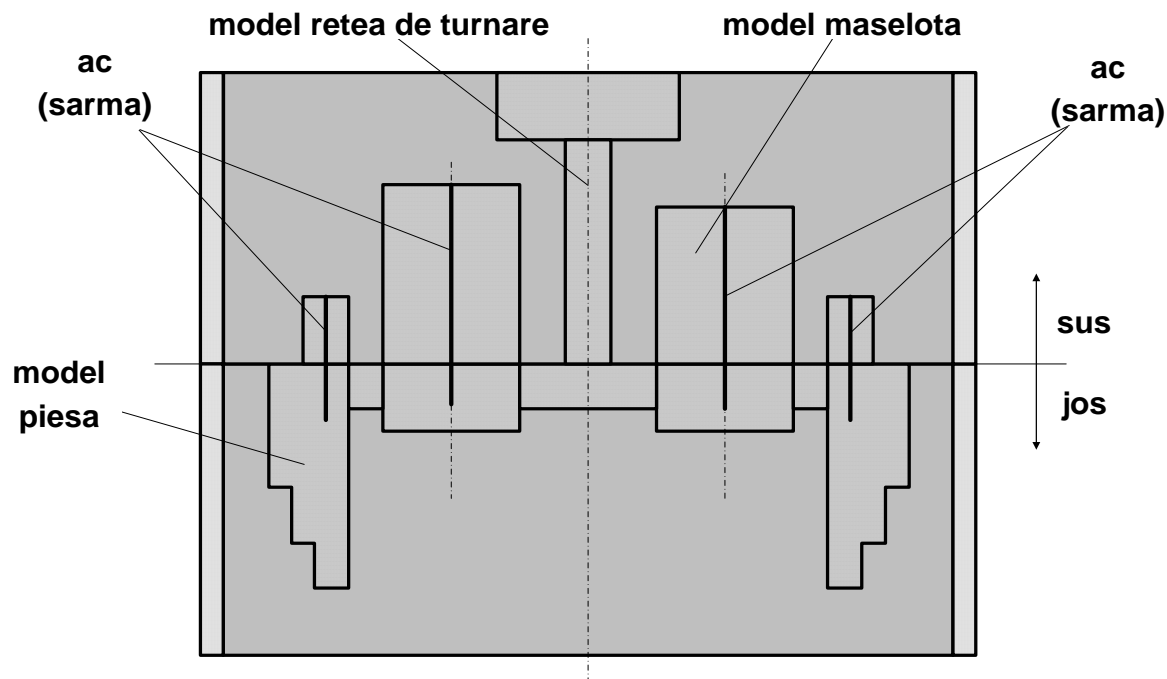 model retea de turnare
model maselota
ac
(sarma)
ac
(sarma)
sus
jos
model
piesa